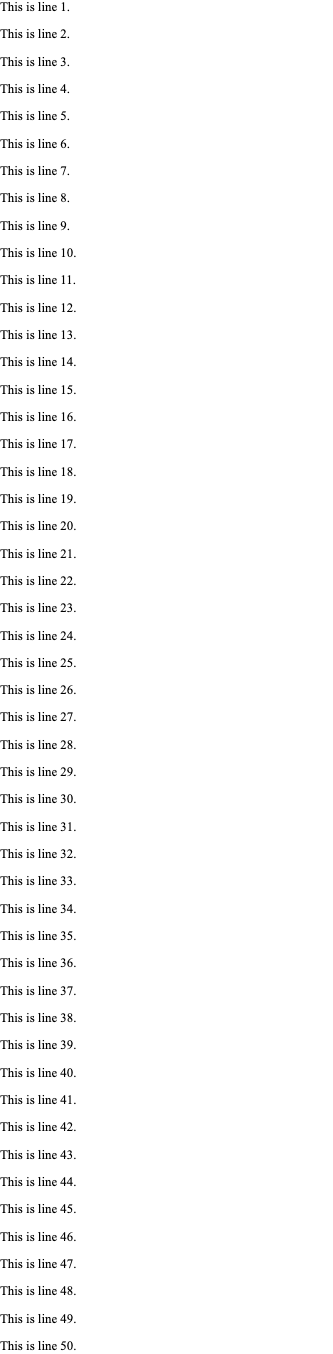 This is line 1.
This is line 2.
This is line 3.
This is line 4.
This is line 5.
This is line 6.
This is line 7.
This is line 8.
This is line 9.
This is line 10.
This is line 11.
This is line 12.
This is line 13.
This is line 14.
This is line 15.
This is line 16.
This is line 17.
This is line 18.
This is line 19.
This is line 20.
This is line 21.
This is line 22.
This is line 23.
This is line 24.
This is line 25.
This is line 26.
This is line 27.
This is line 28.
This is line 29.
This is line 30.
This is line 31.
This is line 32.
This is line 33.
This is line 34.
This is line 35.
This is line 36.
This is line 37.
This is line 38.
This is line 39.
This is line 40.
This is line 41.
This is line 42.
This is line 43.
This is line 44.
This is line 45.
This is line 46.
This is line 47.
This is line 48.
This is line 49.
This is line 50.